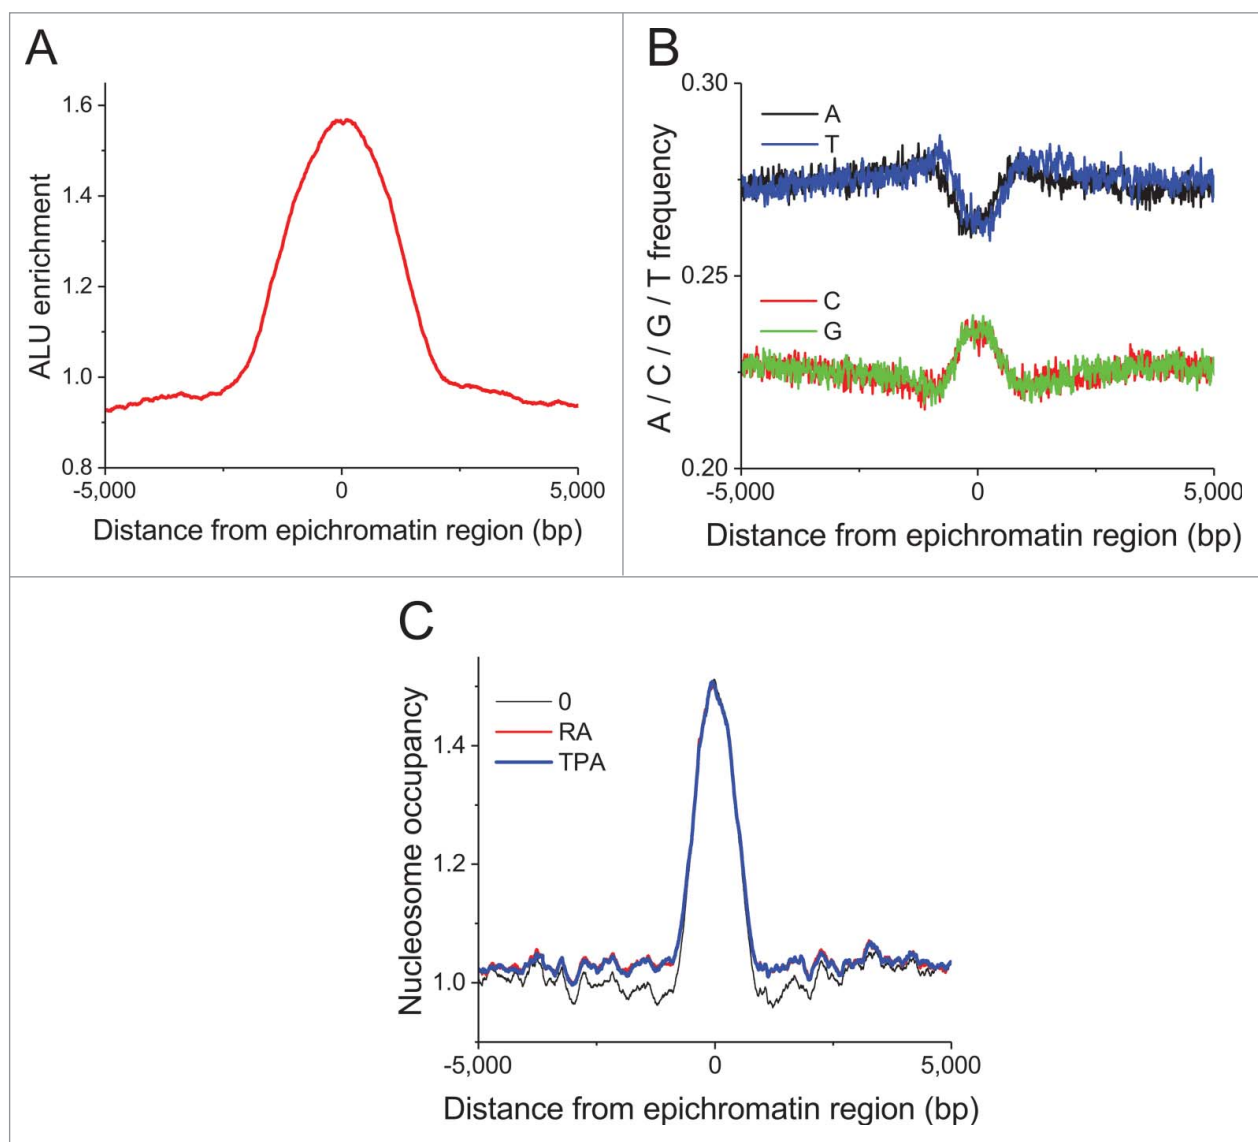 A
1.6
1.4
1.2
1.0
0.8
ALU enrichment
-5,000
0
5,000
Distance from epichromatin region (bp)
B
0.30
0.25
0.20
A / C / G / T frequency
A
T
C
G
-5,000
0
5,000
Distance from epichromatin region (bp)
C
0
RA
TPA
1.4
1.2
1.0
Nucleosome occupancy
-5,000
0
5,000
Distance from epichromatin region (bp)